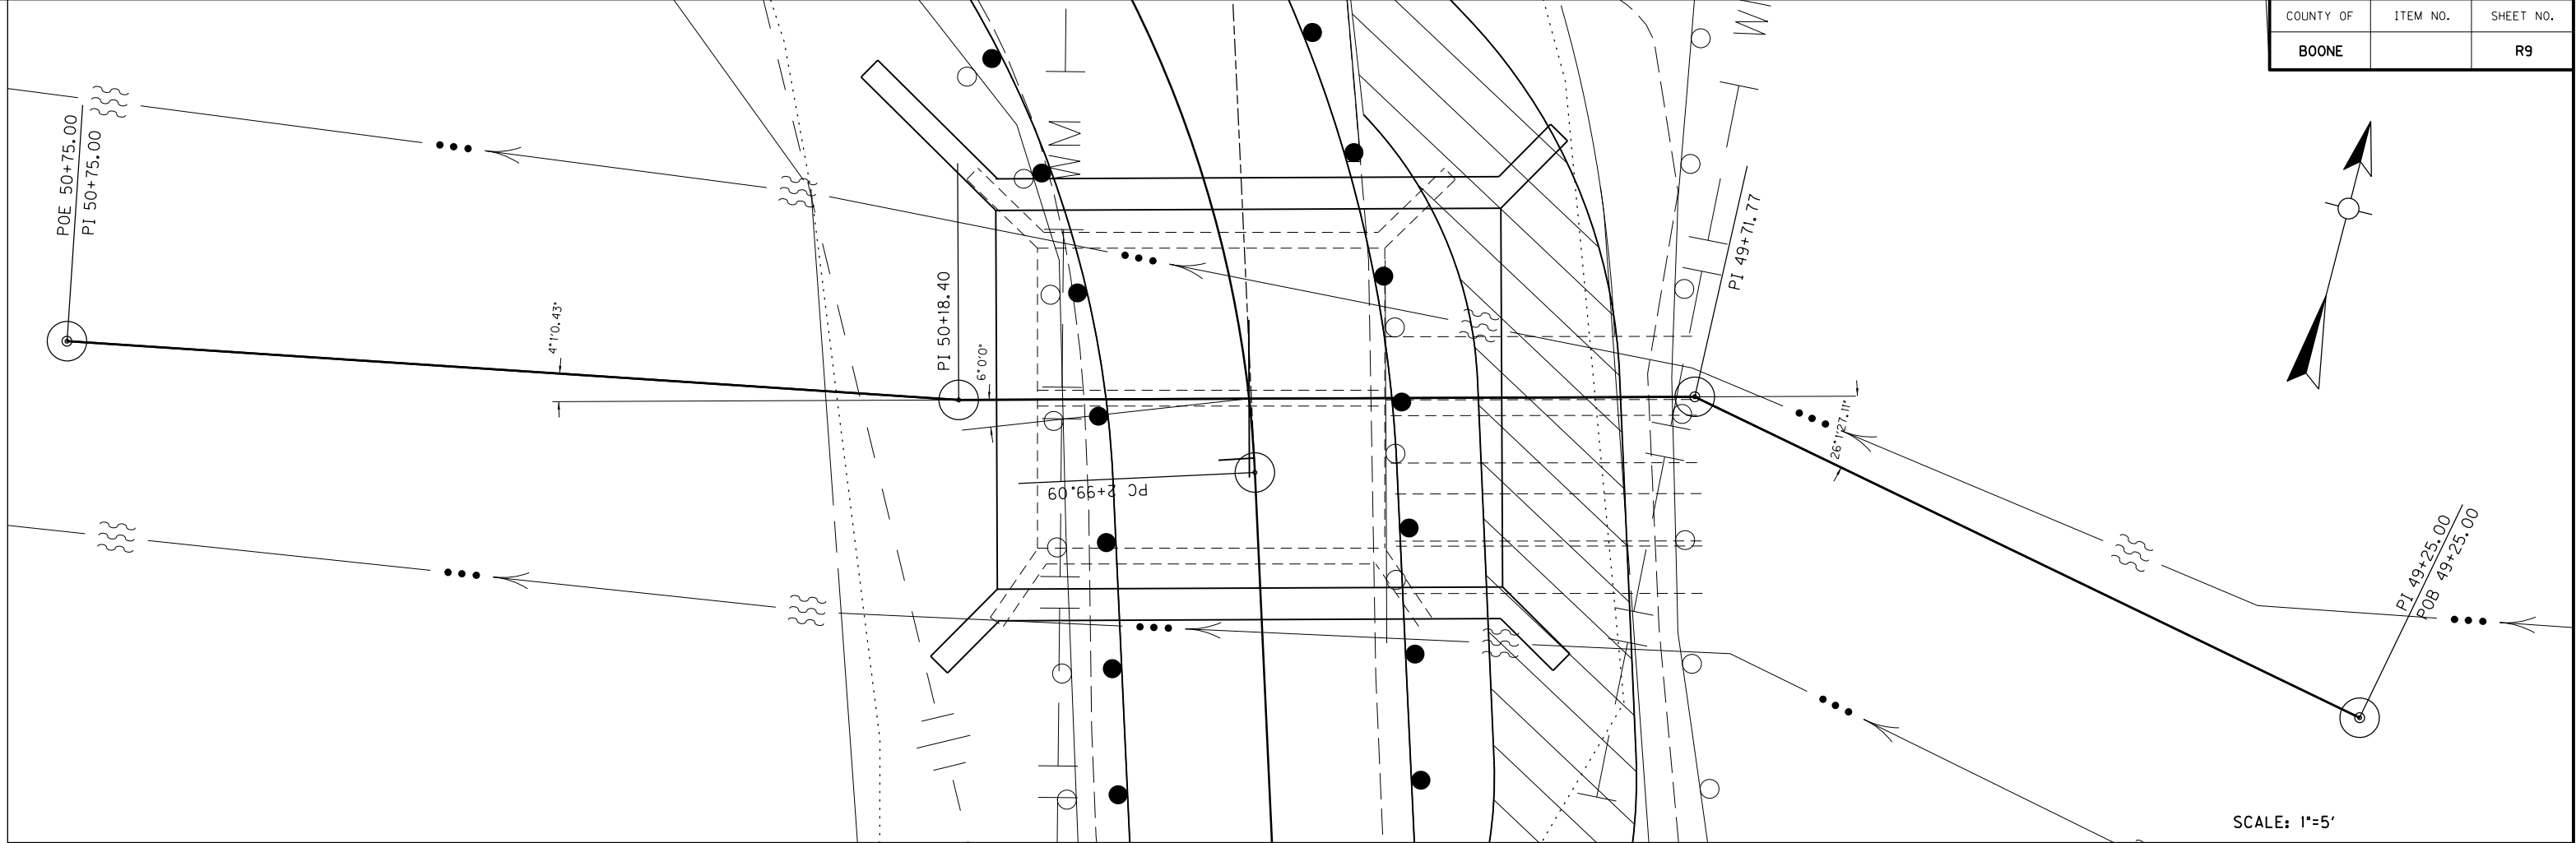 COUNTY OF ITEM NO. SHEET NO.
BOONE R9
W
W
W
POE 50+75.00
PI 50+75.00
4°1'0.43"
PI 50+18.40
6°0'0"
PC 2+99.09
PI 49+71.77
26°1'27.11"
PI 49+25.00
POB 49+25.00
SCALE: 1"=5'